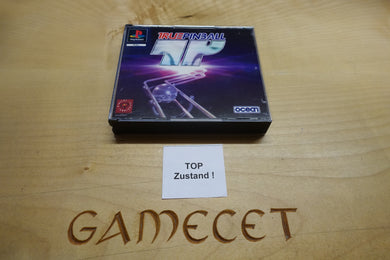 TRUE PINBALL
TP
ocean
TOP
Zustand !
GAMECET